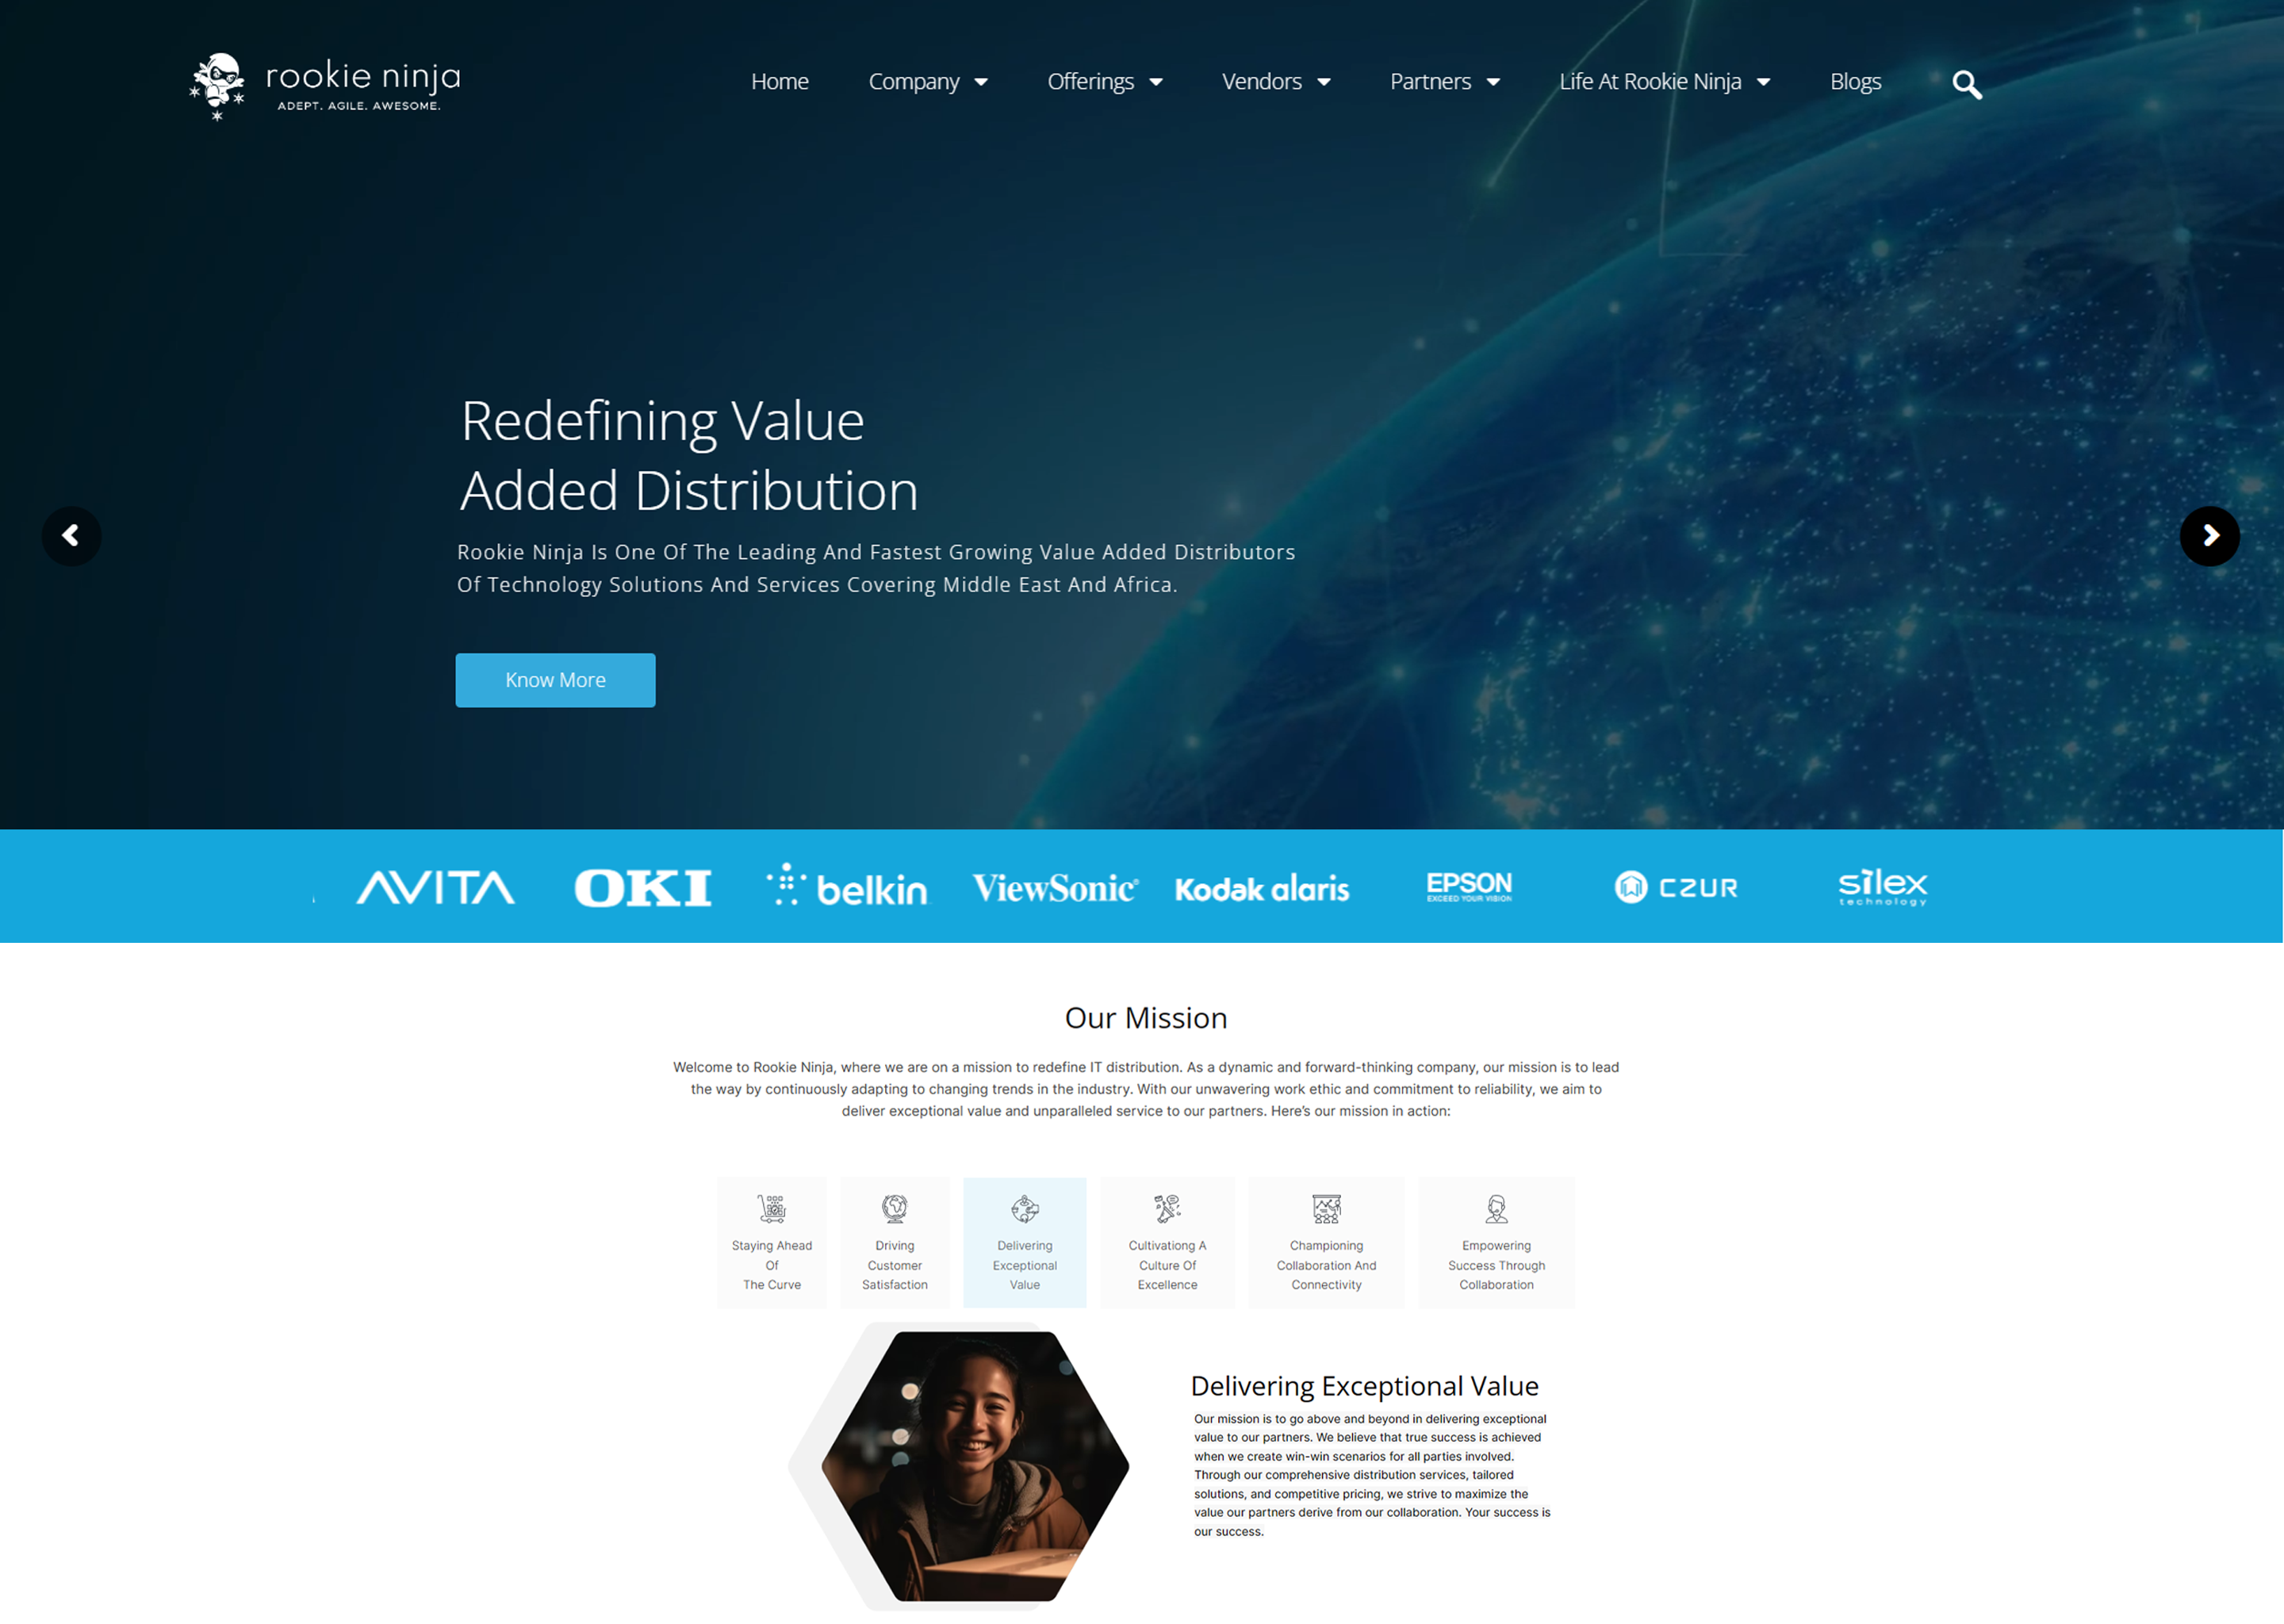 rookie ninja
ADEPT. AGILE. AWESOME.
Home
Company
Offerings
Vendors
Partners
Life At Rookie Ninja
Blogs
Redefining Value
Added Distribution
Rookie Ninja Is One Of The Leading And Fastest Growing Value Added Distributors
Of Technology Solutions And Services Covering Middle East And Africa.
Know More
AVITA
OKI
belkin
ViewSonic®
Kodak alaris
EPSON
EXCEED YOUR VISION
CZUR
silex
technology
Our Mission
Welcome to Rookie Ninja, where we are on a mission to redefine IT distribution. As a dynamic and forward-thinking company, our mission is to lead
the way by continuously adapting to changing trends in the industry. With our unwavering work ethic and commitment to reliability, we aim to
deliver exceptional value and unparalleled service to our partners. Here's our mission in action:
Staying Ahead
Of
The Curve
Driving
Customer
Satisfaction
Delivering
Exceptional
Value
Cultivationg A
Culture Of
Excellence
Championing
Collaboration And
Connectivity
Empowering
Success Through
Collaboration
Delivering Exceptional Value
Our mission is to go above and beyond in delivering exceptional
value to our partners. We believe that true success is achieved
when we create win-win scenarios for all parties involved.
Through our comprehensive distribution services, tailored
solutions, and competitive pricing, we strive to maximize the
value our partners derive from our collaboration. Your success is
our success.